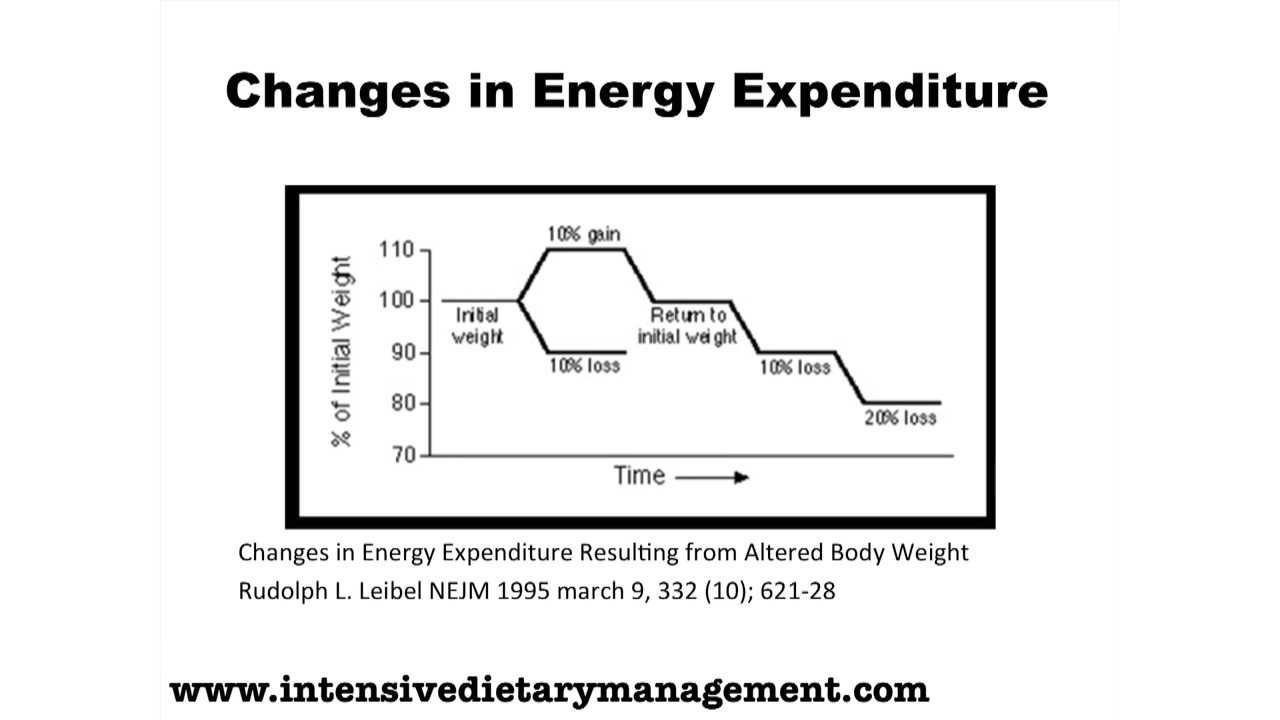 Changes in Energy Expenditure
10% gain
110
100
90
80
70
% of Initial Weight
Initial
weight
Return to
initial weight
10% loss
10% loss
20% loss
Time
Changes in Energy Expenditure Resulting from Altered Body Weight
Rudolph L. Leibel NEJM 1995 march 9, 332 (10); 621-28
www.intensivedietarymanagement.com